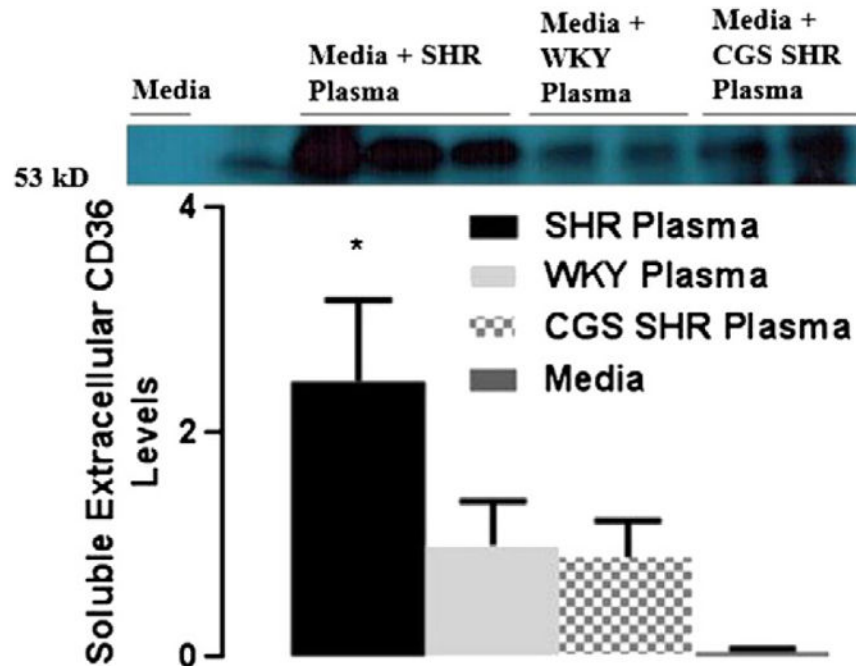 Media
Media + SHR
Plasma
Media +
WKY
Plasma
Media +
CGS SHR
Plasma
53 kD
Soluble Extracellular CD36
Levels
4
2
0
*
SHR Plasma
WKY Plasma
CGS SHR Plasma
Media